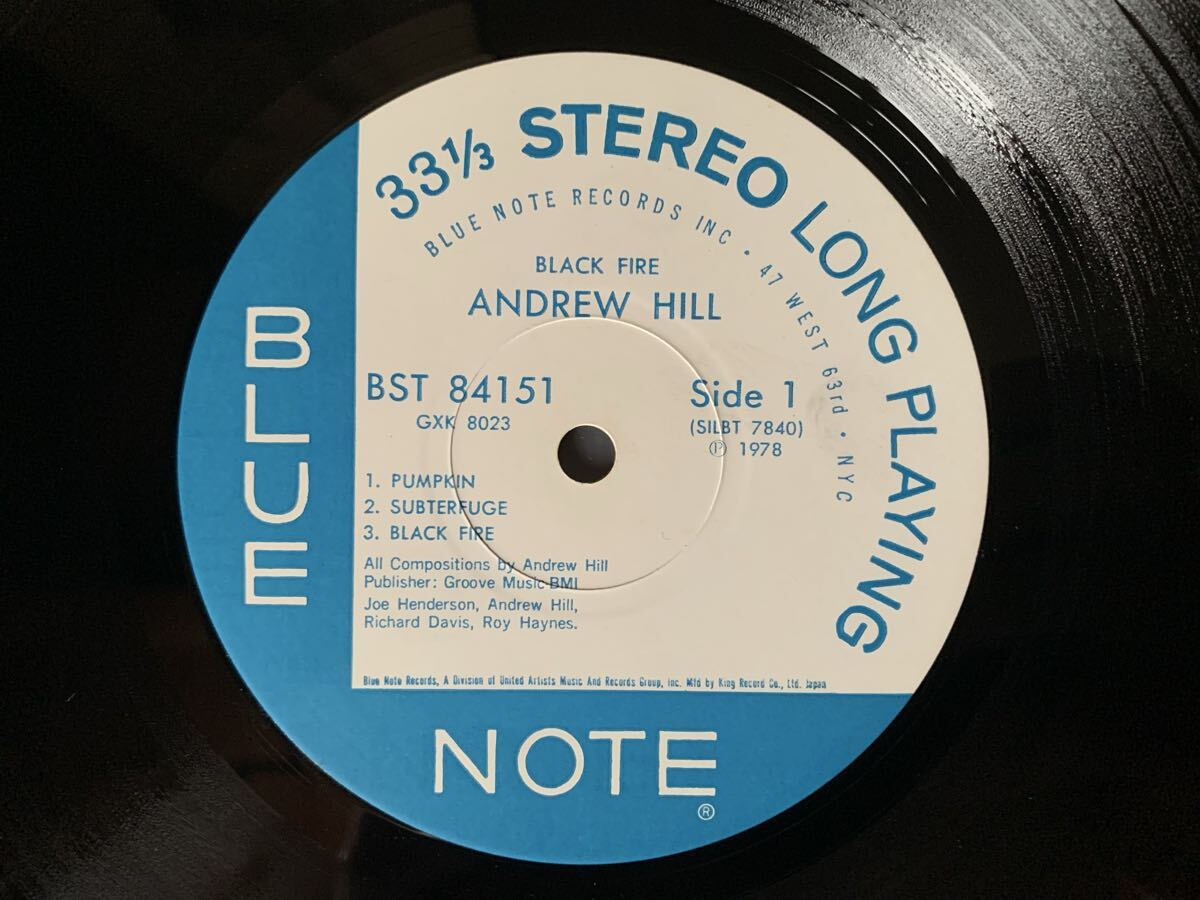 33⅓ STEREO LONG PLAYING
BLUE NOTE RECORDS INC • 47 WEST 63rd • NYC
BLACK FIRE
ANDREW HILL
BST 84151
GXK 8023
Side 1
(SILBT 7840)
Ⓟ 1978
1. PUMPKIN
2. SUBTERFUGE
3. BLACK FIRE
All Compositions by Andrew Hill
Publisher: Groove Music-BMI
Joe Henderson, Andrew Hill,
Richard Davis, Roy Haynes.
Blue Note Records, A Division of United Artists Music And Records Group, Inc. Mfd by King Record Co., Ltd. Japan
BLUE
NOTE
®